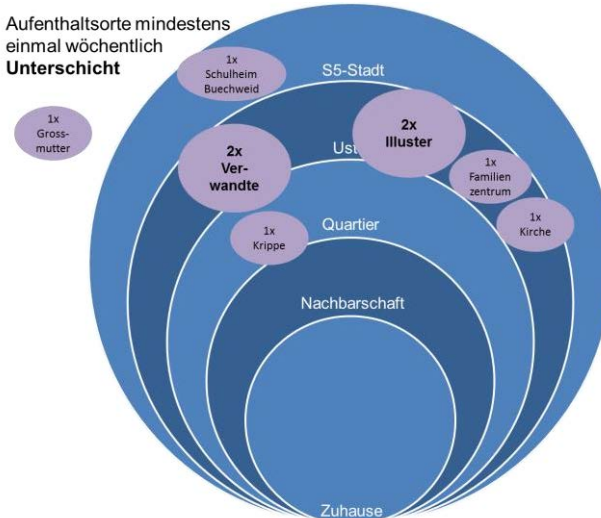 Aufenthaltsorte mindestens
einmal wöchentlich
Unterschicht
1x
Gross-
mutter
1x
Schulheim
Buechweid
S5-Stadt
2x
Illuster
2x
Ver-
wandte
Ust
1x
Familien
zentrum
1x
Kirche
1x
Krippe
Quartier
Nachbarschaft
Zuhause